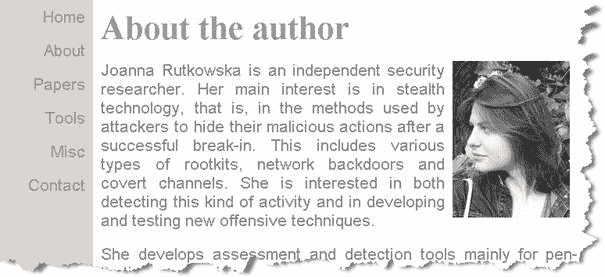 Home
About
Papers
Tools
Misc
Contact
About the author
Joanna Rutkowska is an independent security
researcher. Her main interest is in stealth
technology, that is, in the methods used by
attackers to hide their malicious actions after a
successful break-in. This includes various
types of rootkits, network backdoors and
covert channels. She is interested in both
detecting this kind of activity and in developing
and testing new offensive techniques.
She develops assessment and detection tools mainly for pen-